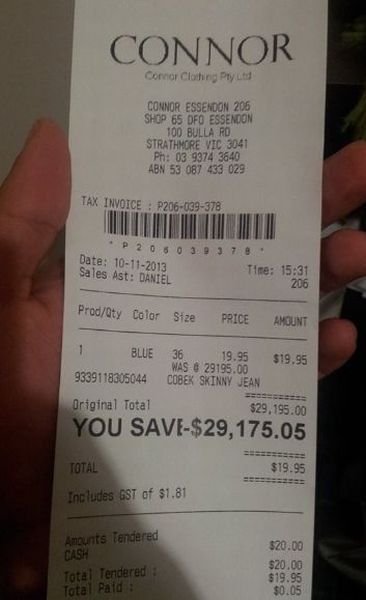 CONNOR
Connor Clothing Pty Ltd
CONNOR ESSENDON 206
SHOP 65 DFO ESSENDON
100 BULLA RD
STRATHMORE VIC 3041
Ph: 03 9374 3640
ABN 53 087 433 029
TAX INVOICE : P206-039-378
* P 2 0 6 0 3 9 3 7 8 *
Date: 10-11-2013 Time: 15:31
Sales Ast: DANIEL 206
Prod/Qty Color Size PRICE AMOUNT
1 BLUE 36 19.95 $19.95
WAS @ 29195.00
9339118305044 COBEK SKINNY JEAN
==========
Original Total $29,195.00
YOU SAVE-$29,175.05
==========
TOTAL $19.95
==========
Includes GST of $1.81
Amounts Tendered
CASH $20.00
Total Tendered : $20.00
Total Paid : $19.95
$0.05